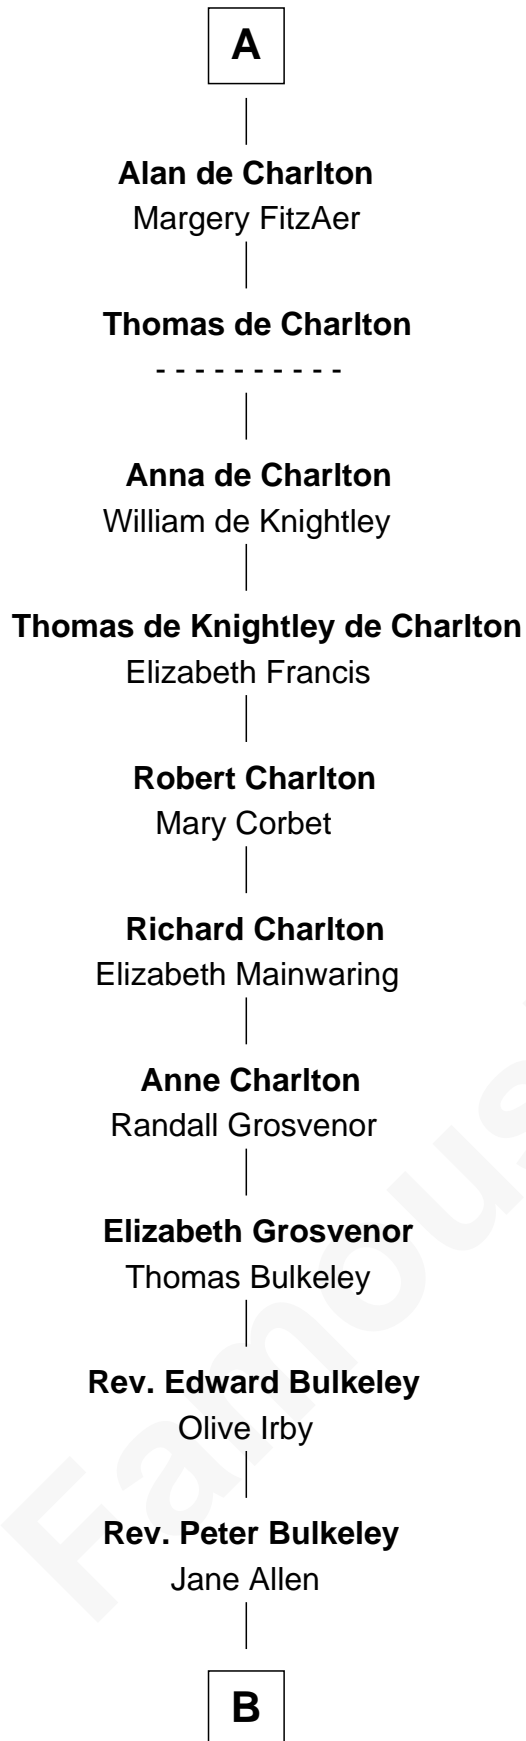 A
Alan de Charlton
Margery FitzAer
Thomas de Charlton
- - - - - - - - - -
Anna de Charlton
William de Knightley
Thomas de Knightley de Charlton
Elizabeth Francis
Robert Charlton
Mary Corbet
Richard Charlton
Elizabeth Mainwaring
Anne Charlton
Randall Grosvenor
Elizabeth Grosvenor
Thomas Bulkeley
Rev. Edward Bulkeley
Olive Irby
Rev. Peter Bulkeley
Jane Allen
B
Famous